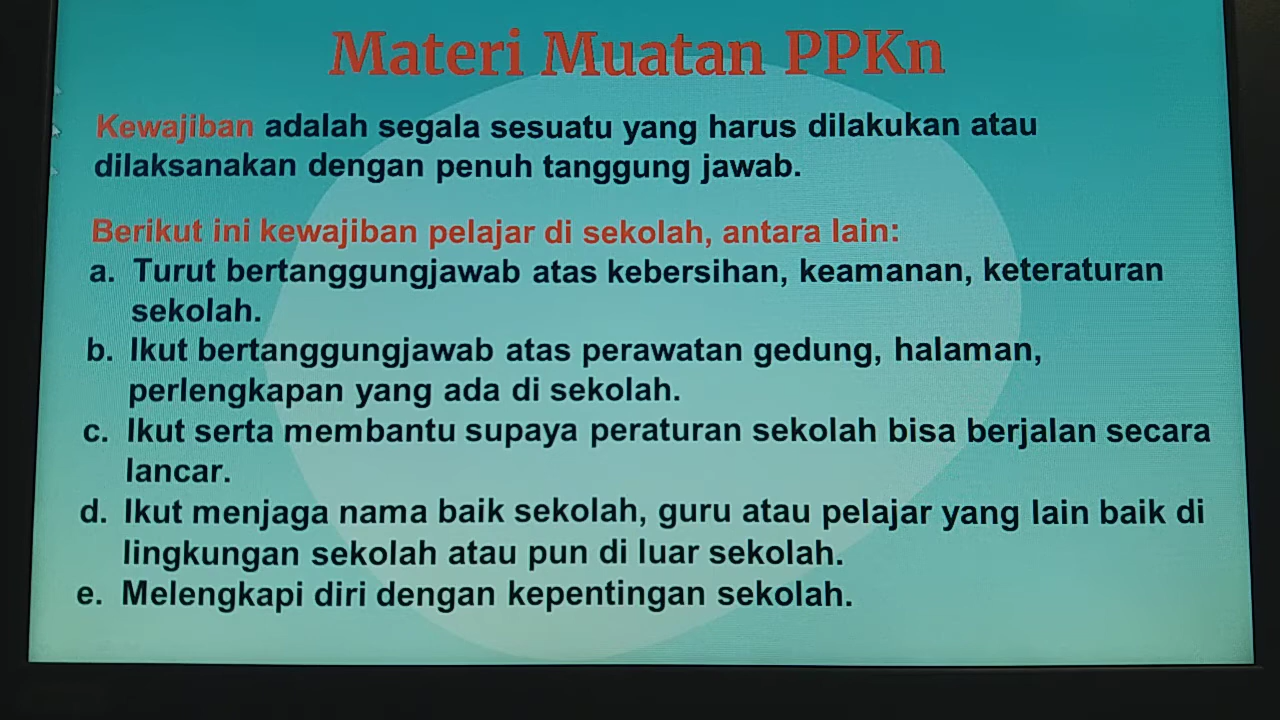 Materi Muatan PPKn
Kewajiban adalah segala sesuatu yang harus dilakukan atau
dilaksanakan dengan penuh tanggung jawab.
Berikut ini kewajiban pelajar di sekolah, antara lain:
a. Turut bertanggungjawab atas kebersihan, keamanan, keteraturan
sekolah.
b. Ikut bertanggungjawab atas perawatan gedung, halaman,
perlengkapan yang ada di sekolah.
c. Ikut serta membantu supaya peraturan sekolah bisa berjalan secara
lancar.
d. Ikut menjaga nama baik sekolah, guru atau pelajar yang lain baik di
lingkungan sekolah atau pun di luar sekolah.
e. Melengkapi diri dengan kepentingan sekolah.